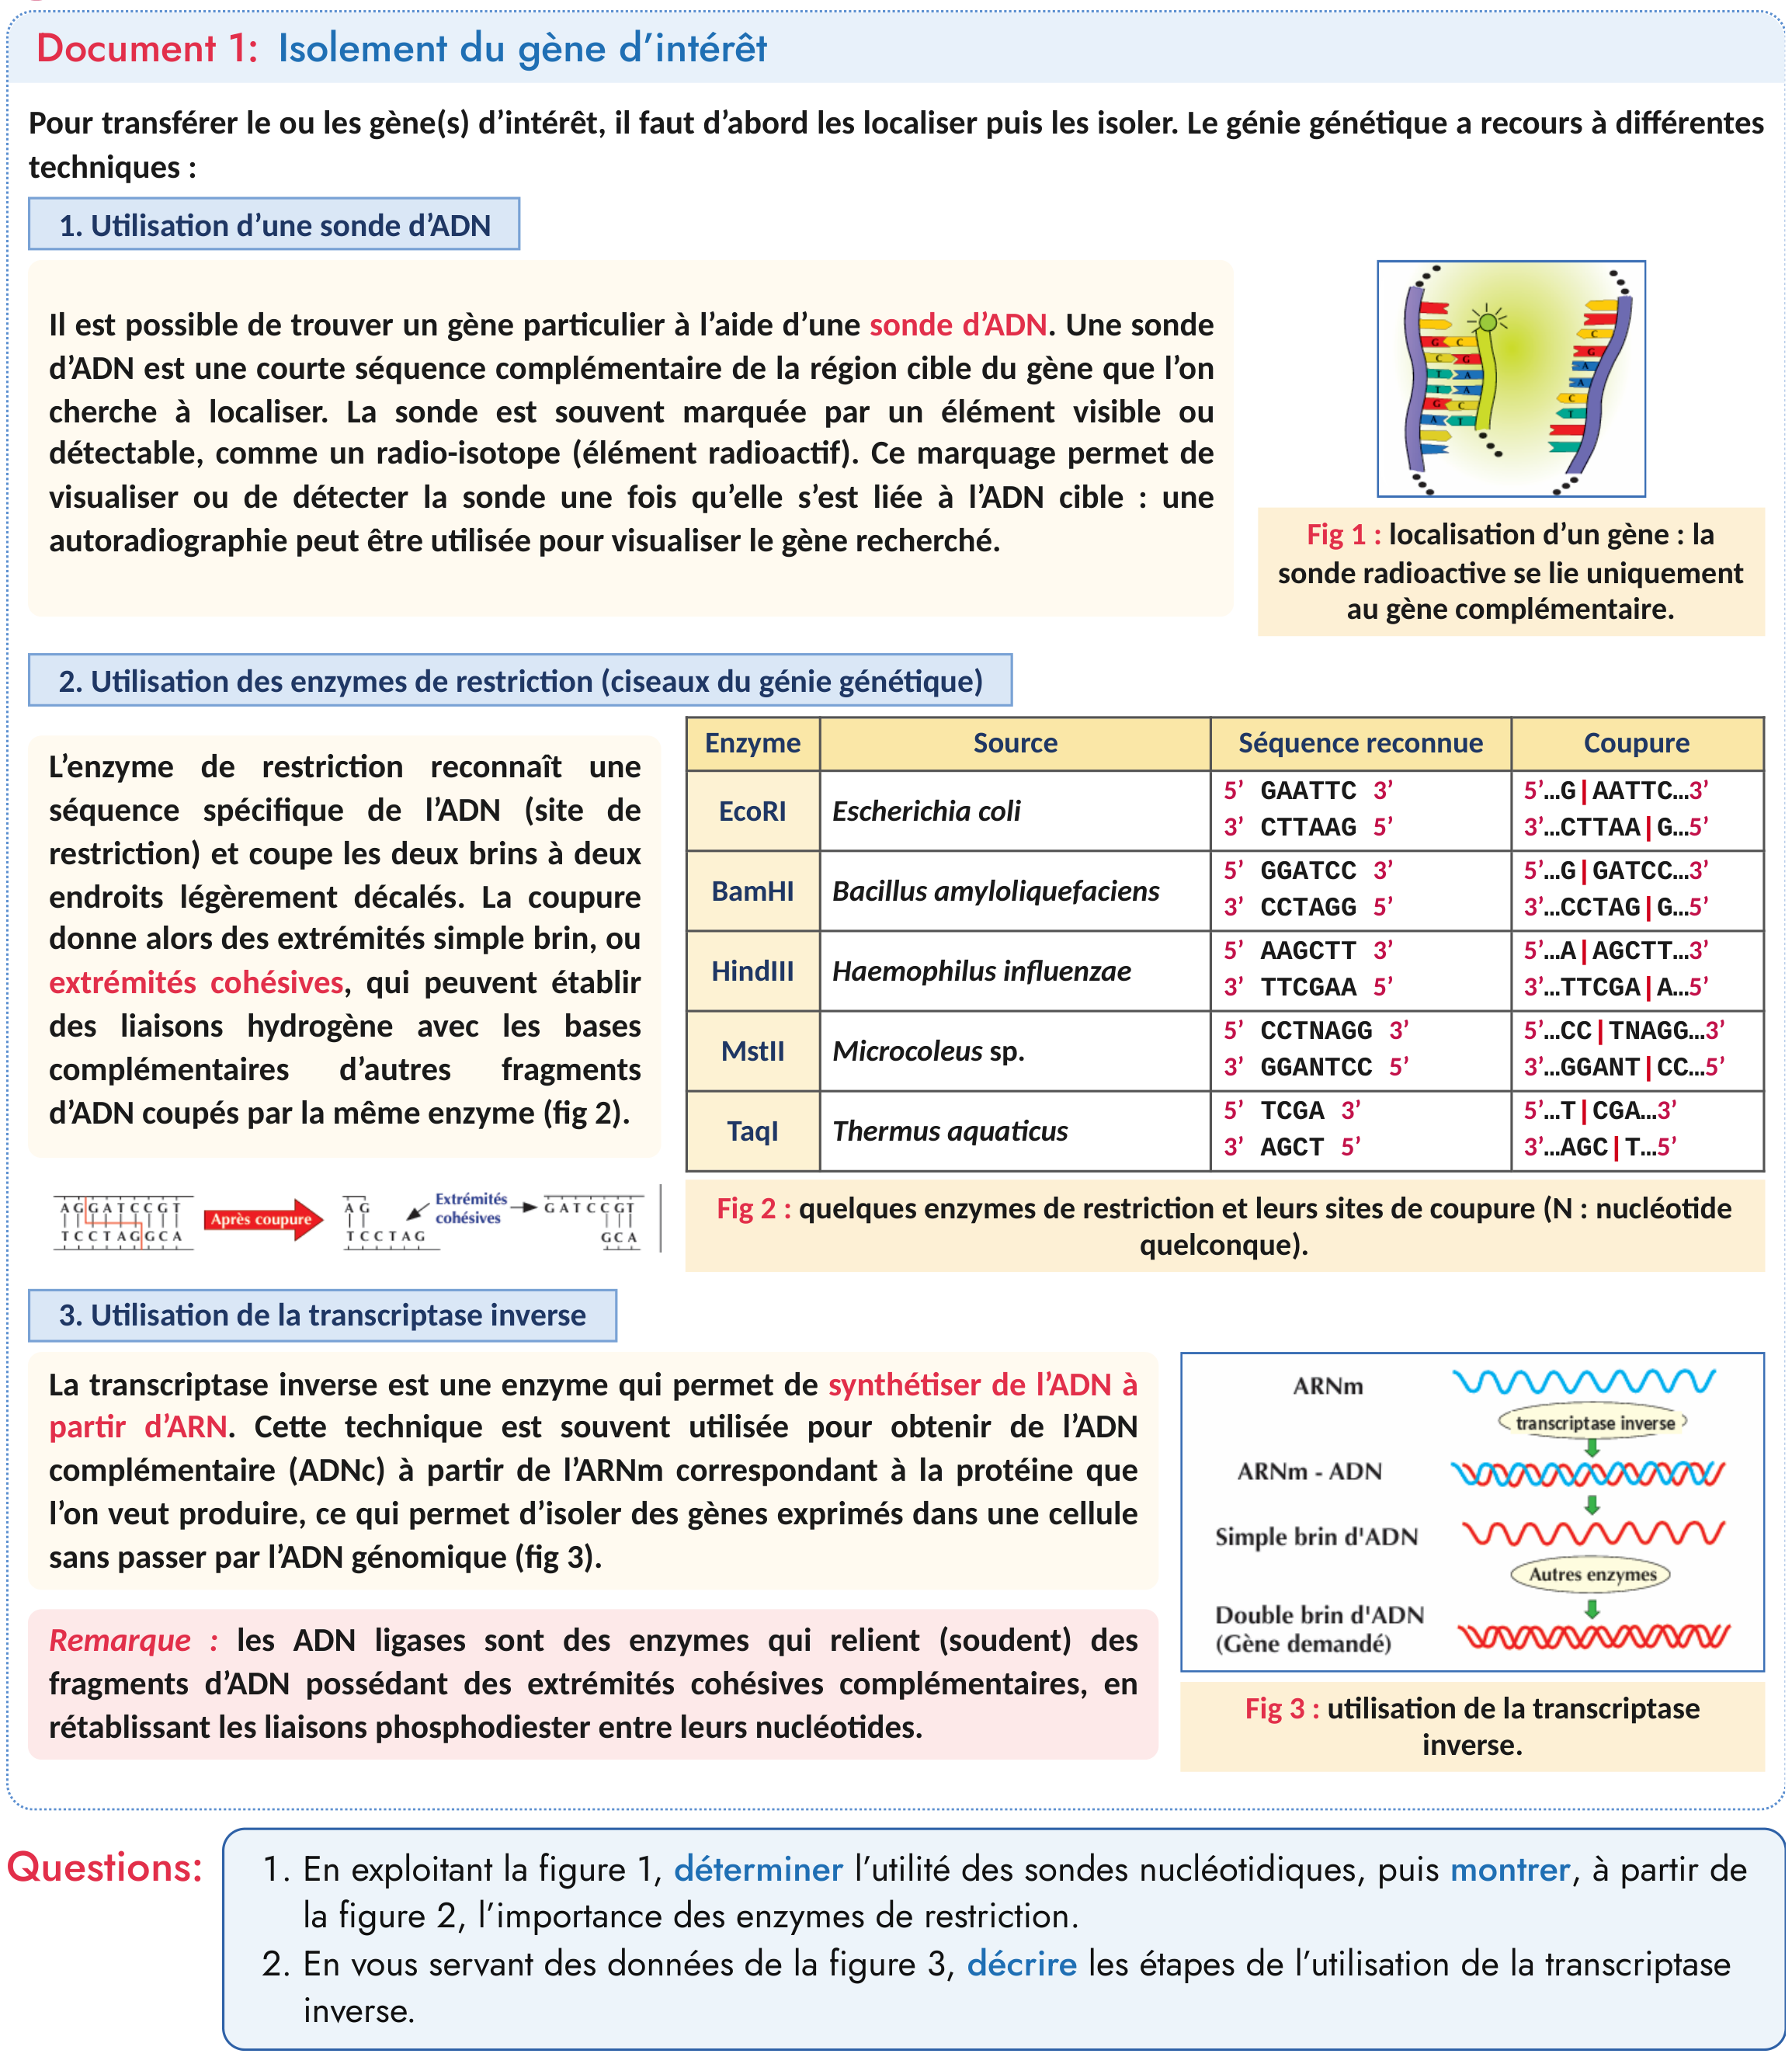 Document 1: Isolement du gène d’intérêt
Pour transférer le ou les gène(s) d’intérêt, il faut d’abord les localiser puis les isoler. Le génie génétique a recours à différentes
techniques :
1. Utilisation d’une sonde d’ADN
Il est possible de trouver un gène particulier à l’aide d’une sonde d’ADN. Une sonde
d’ADN est une courte séquence complémentaire de la région cible du gène que l’on
cherche à localiser. La sonde est souvent marquée par un élément visible ou
détectable, comme un radio-isotope (élément radioactif). Ce marquage permet de
visualiser ou de détecter la sonde une fois qu’elle s’est liée à l’ADN cible : une
autoradiographie peut être utilisée pour visualiser le gène recherché.
G C
C G
T A
T A
G C
A T
C
G
A
A
C
T
Fig 1 : localisation d’un gène : la
sonde radioactive se lie uniquement
au gène complémentaire.
2. Utilisation des enzymes de restriction (ciseaux du génie génétique)
L’enzyme de restriction reconnaît une
séquence spécifique de l’ADN (site de
restriction) et coupe les deux brins à deux
endroits légèrement décalés. La coupure
donne alors des extrémités simple brin, ou
extrémités cohésives, qui peuvent établir
des liaisons hydrogène avec les bases
complémentaires d’autres fragments
d’ADN coupés par la même enzyme (fig 2).
Enzyme Source Séquence reconnue Coupure
EcoRI Escherichia coli
5’ GAATTC 3’ 5’…G|AATTC…3’
3’ CTTAAG 5’ 3’…CTTAA|G…5’
BamHI Bacillus amyloliquefaciens
5’ GGATCC 3’ 5’…G|GATCC…3’
3’ CCTAGG 5’ 3’…CCTAG|G…5’
HindIII Haemophilus influenzae
5’ AAGCTT 3’ 5’…A|AGCTT…3’
3’ TTCGAA 5’ 3’…TTCGA|A…5’
MstII Microcoleus sp.
5’ CCTNAGG 3’ 5’…CC|TNAGG…3’
3’ GGANTCC 5’ 3’…GGANT|CC…5’
TaqI Thermus aquaticus
5’ TCGA 3’ 5’…T|CGA…3’
3’ AGCT 5’ 3’…AGC|T…5’
AGGATCCGT
TCCTAGGCA
Après coupure
AG
TCCTAG
Extrémités
cohésives
GATCCGT
GCA
Fig 2 : quelques enzymes de restriction et leurs sites de coupure (N : nucléotide
quelconque).
3. Utilisation de la transcriptase inverse
La transcriptase inverse est une enzyme qui permet de synthétiser de l’ADN à
partir d’ARN. Cette technique est souvent utilisée pour obtenir de l’ADN
complémentaire (ADNc) à partir de l’ARNm correspondant à la protéine que
l’on veut produire, ce qui permet d’isoler des gènes exprimés dans une cellule
sans passer par l’ADN génomique (fig 3).
Remarque : les ADN ligases sont des enzymes qui relient (soudent) des
fragments d’ADN possédant des extrémités cohésives complémentaires, en
rétablissant les liaisons phosphodiester entre leurs nucléotides.
ARNm
transcriptase inverse
ARNm - ADN
Simple brin d'ADN
Autres enzymes
Double brin d'ADN
(Gène demandé)
Fig 3 : utilisation de la transcriptase
inverse.
Questions:
1. En exploitant la figure 1, déterminer l’utilité des sondes nucléotidiques, puis montrer, à partir de
la figure 2, l’importance des enzymes de restriction.
2. En vous servant des données de la figure 3, décrire les étapes de l’utilisation de la transcriptase
inverse.